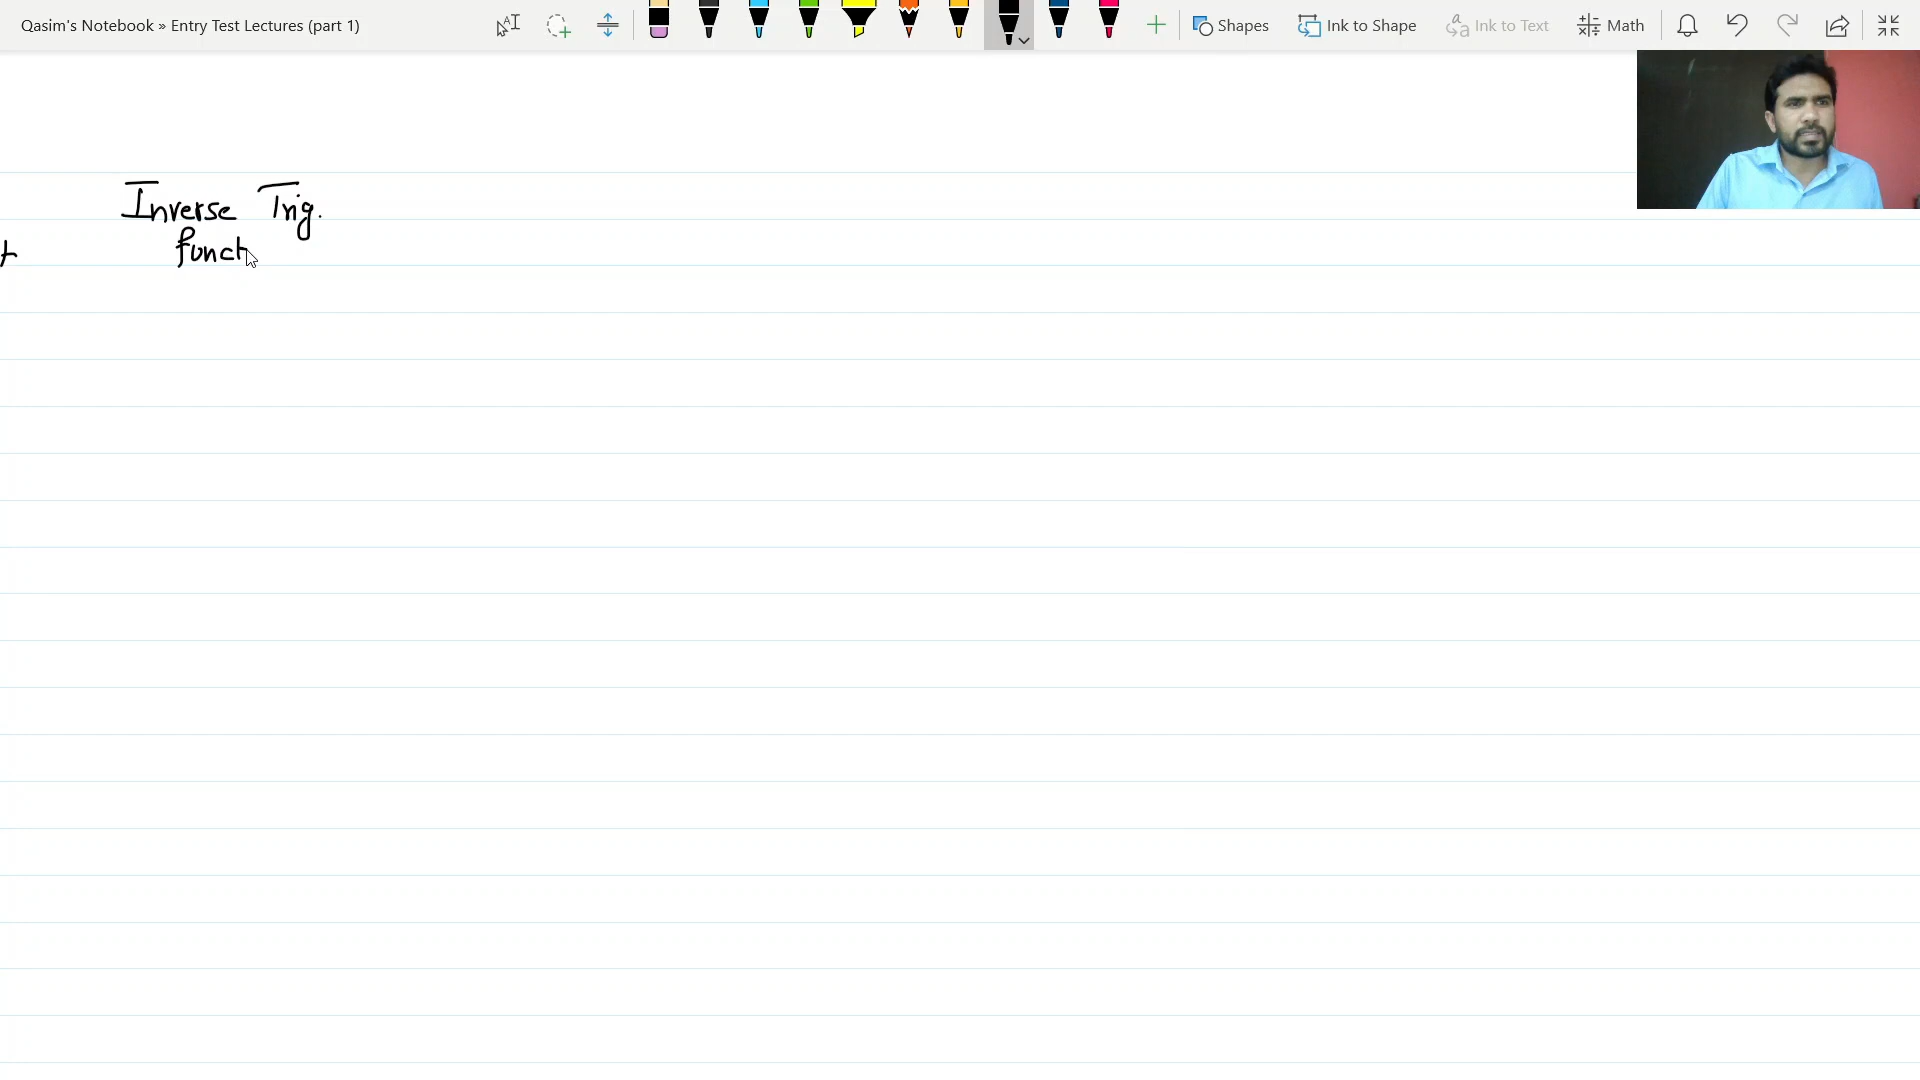 Qasim's Notebook » Entry Test Lectures (part 1)
Shapes
Ink to Shape
Ink to Text
Math
Inverse Trig.
funct